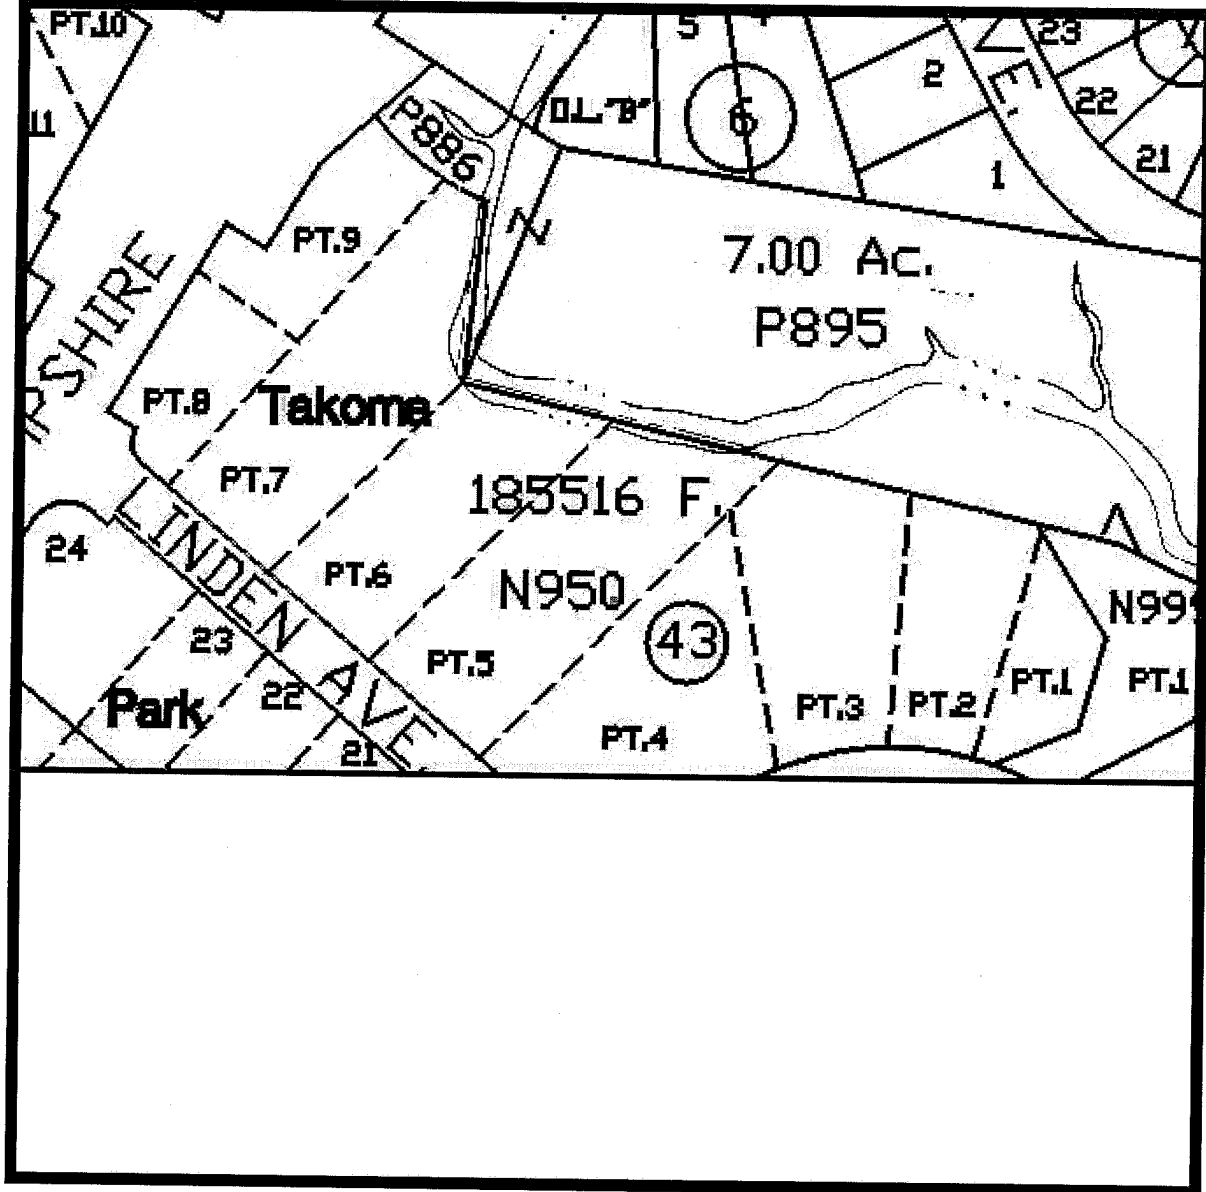 PT.10
5
23
2
22
11
P886
O.L."B"
6
21
1
VE.
PT.9
7.00 Ac.
P895
SHIRE
PT.8
Takoma
PT.7
185516 F.
24
LINDEN AVE
PT.6
N950
N99
23
43
PT.5
PT.1
PT.1
22
Park
PT.3
PT.2
PT.4
21